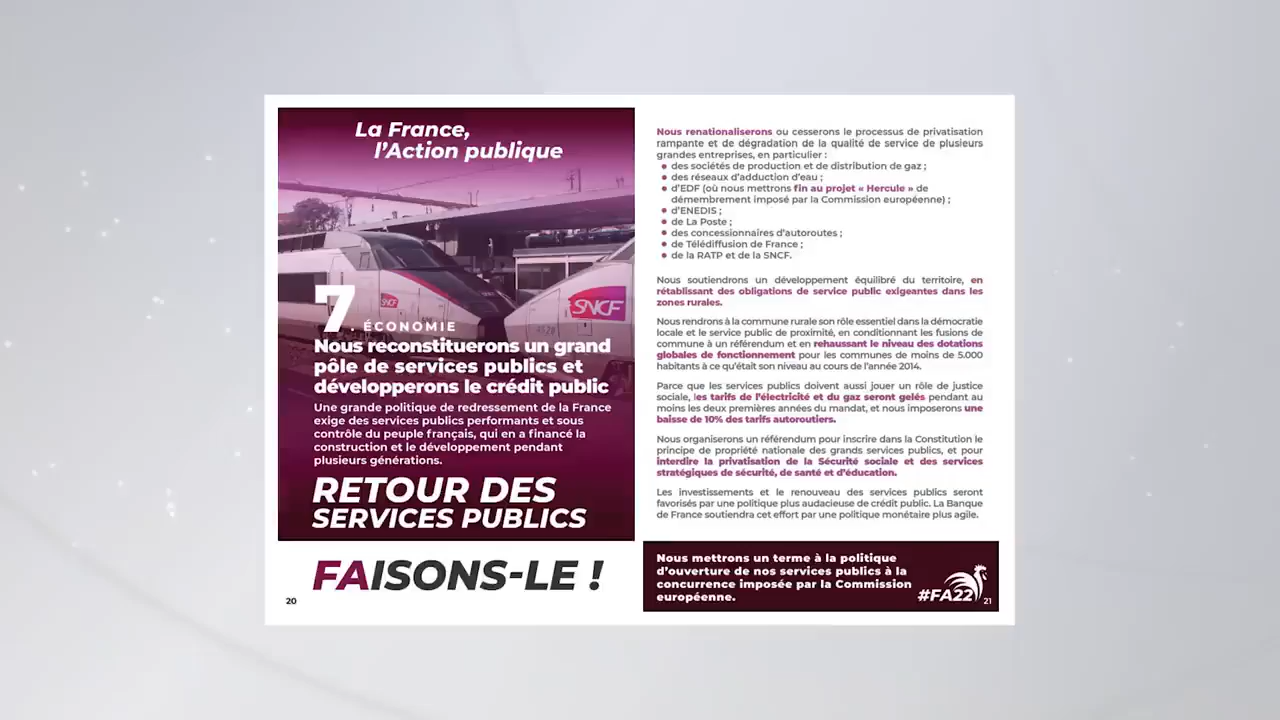 La France,
l'Action publique
SNCF
SNCF
7. ÉCONOMIE
Nous reconstituerons un grand
pôle de services publics et
développerons le crédit public
Une grande politique de redressement de la France
exige des services publics performants et sous
contrôle du peuple français, qui en a financé la
construction et le développement pendant
plusieurs générations.
RETOUR DES
SERVICES PUBLICS
FAISONS-LE !
20
Nous renationaliserons ou cesserons le processus de privatisation
rampante et de dégradation de la qualité de service de plusieurs
grandes entreprises, en particulier :
• des sociétés de production et de distribution de gaz ;
• des réseaux d'adduction d'eau ;
• d'EDF (où nous mettrons fin au projet « Hercule » de
démembrement imposé par la Commission européenne) ;
• d'ENEDIS ;
• de La Poste ;
• des concessionnaires d'autoroutes ;
• de Télédiffusion de France ;
• de la RATP et de la SNCF.
Nous soutiendrons un développement équilibré du territoire, en
rétablissant des obligations de service public exigeantes dans les
zones rurales.
Nous rendrons à la commune rurale son rôle essentiel dans la démocratie
locale et le service public de proximité, en conditionnant les fusions de
commune à un référendum et en rehaussant le niveau des dotations
globales de fonctionnement pour les communes de moins de 5.000
habitants à ce qu'était son niveau au cours de l'année 2014.
Parce que les services publics doivent aussi jouer un rôle de justice
sociale, les tarifs de l'électricité et du gaz seront gelés pendant au
moins les deux premières années du mandat, et nous imposerons une
baisse de 10% des tarifs autoroutiers.
Nous organiserons un référendum pour inscrire dans la Constitution le
principe de propriété nationale des grands services publics, et pour
interdire la privatisation de la Sécurité sociale et des services
stratégiques de sécurité, de santé et d'éducation.
Les investissements et le renouveau des services publics seront
favorisés par une politique plus audacieuse de crédit public. La Banque
de France soutiendra cet effort par une politique monétaire plus agile.
Nous mettrons un terme à la politique
d'ouverture de nos services publics à la
concurrence imposée par la Commission
européenne.
#FA22
21